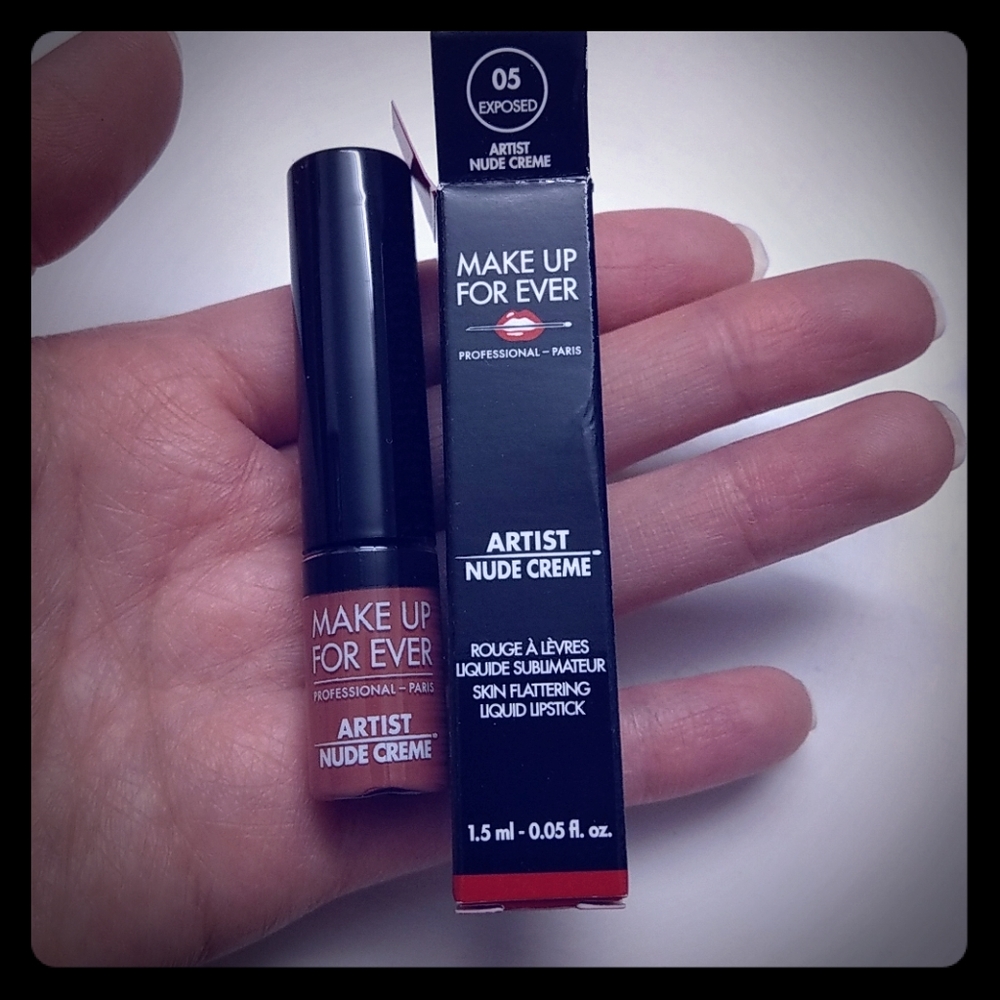 05
EXPOSED
ARTIST
NUDE CREME
MAKE UP
FOR EVER
PROFESSIONAL – PARIS
ARTIST
NUDE CREME
ROUGE À LÈVRES
LIQUIDE SUBLIMATEUR
SKIN FLATTERING
LIQUID LIPSTICK
1.5 ml - 0.05 fl. oz.
MAKE UP
FOR EVER
PROFESSIONAL – PARIS
ARTIST
NUDE CREME